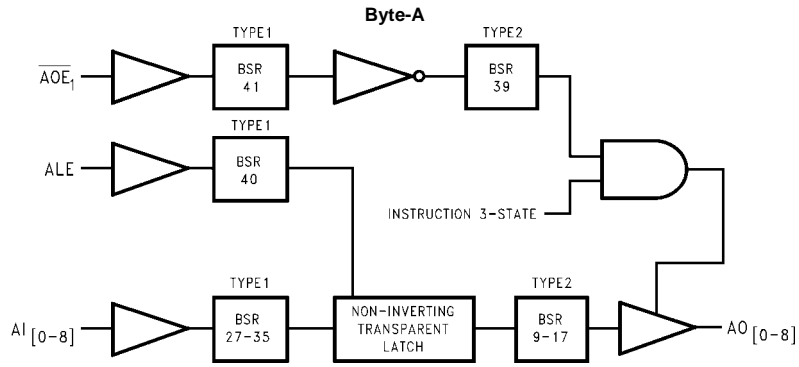 Byte-A
TYPE1
TYPE2
AOE1
BSR
41
BSR
39
TYPE1
ALE
BSR
40
INSTRUCTION 3-STATE
TYPE1
TYPE2
AI[0-8]
BSR
27-35
NON-INVERTING
TRANSPARENT
LATCH
BSR
9-17
AO[0-8]